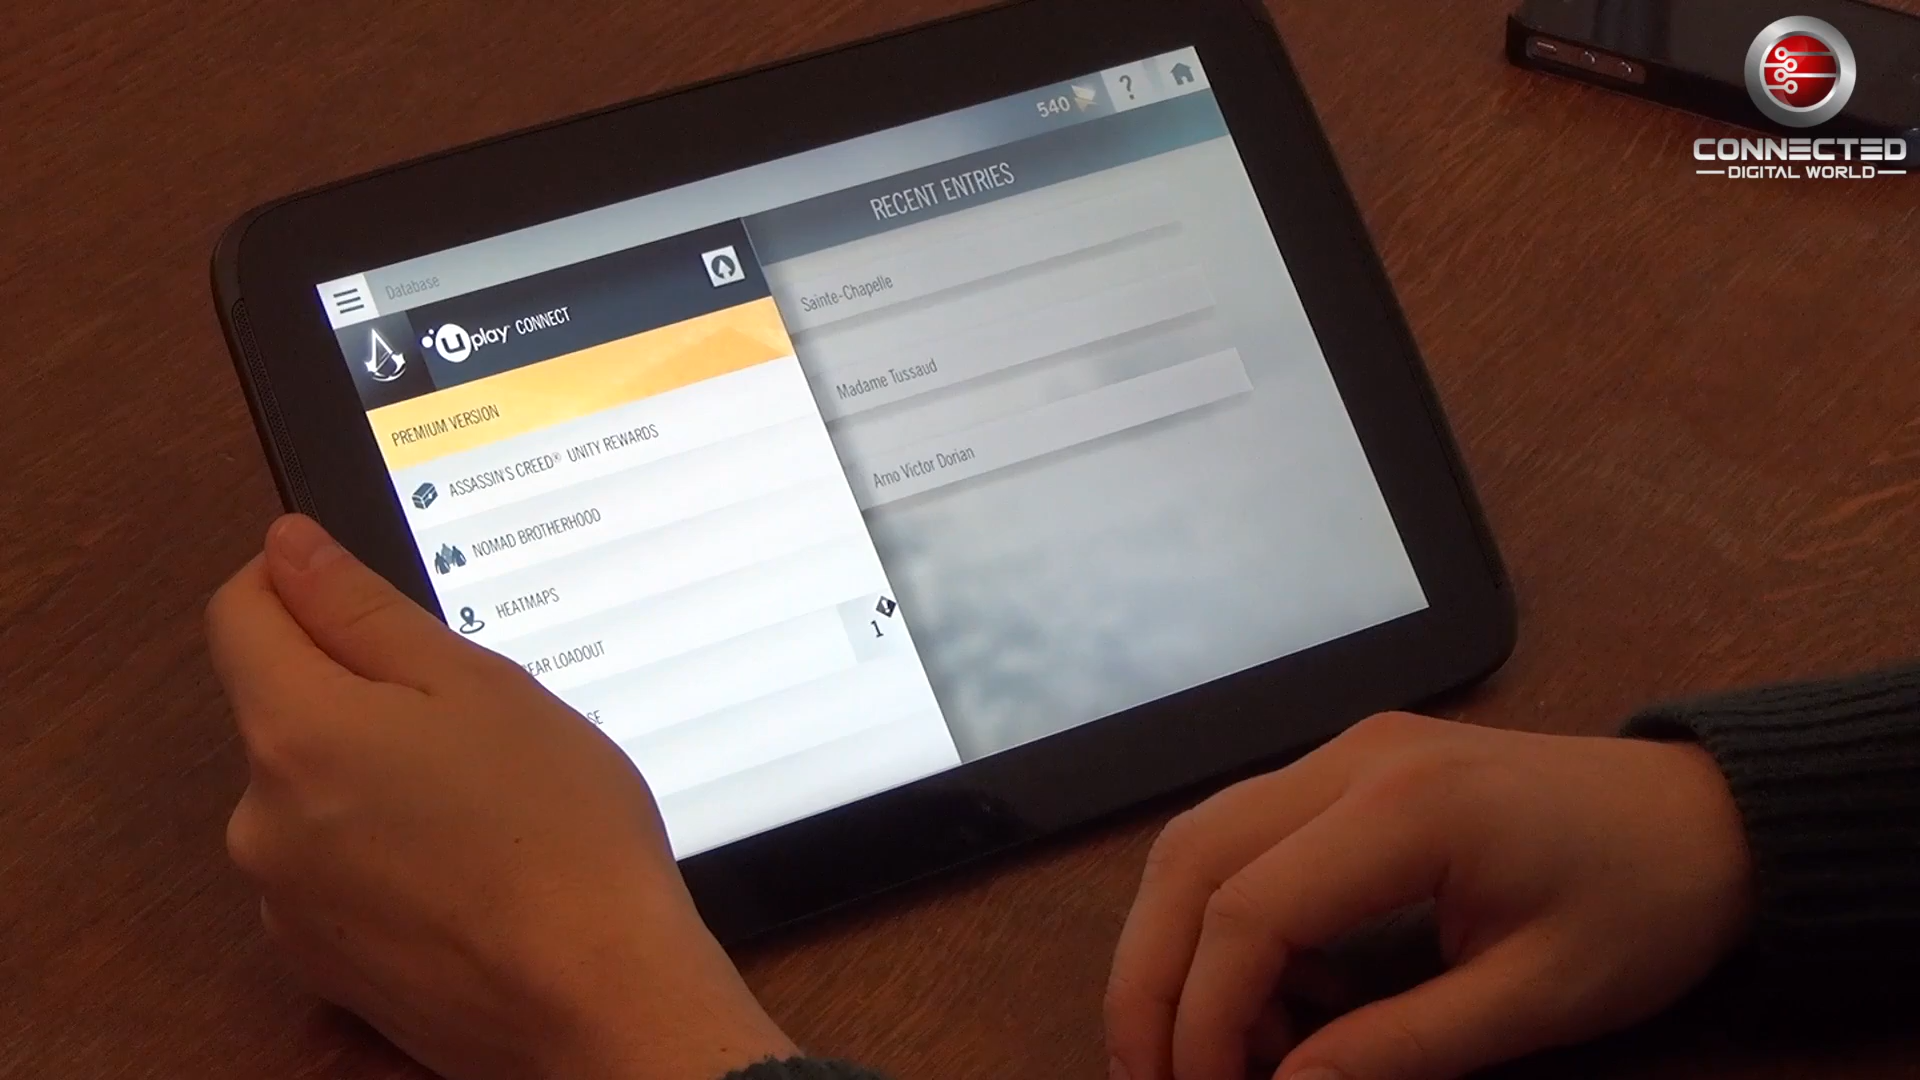 CONNECTED
DIGITAL WORLD
540
?
Database
RECENT ENTRIES
Uplay CONNECT
Sainte-Chapelle
PREMIUM VERSION
Madame Tussaud
ASSASSIN'S CREED® UNITY REWARDS
Arno Victor Dorian
NOMAD BROTHERHOOD
HEATMAPS
1
LOADOUT